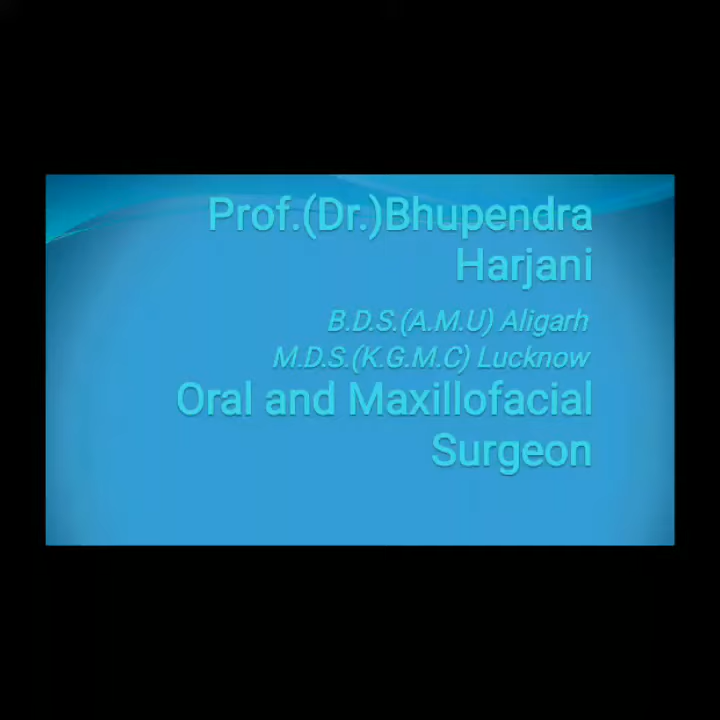 Prof.(Dr.)Bhupendra
Harjani
B.D.S.(A.M.U) Aligarh
M.D.S.(K.G.M.C) Lucknow
Oral and Maxillofacial
Surgeon